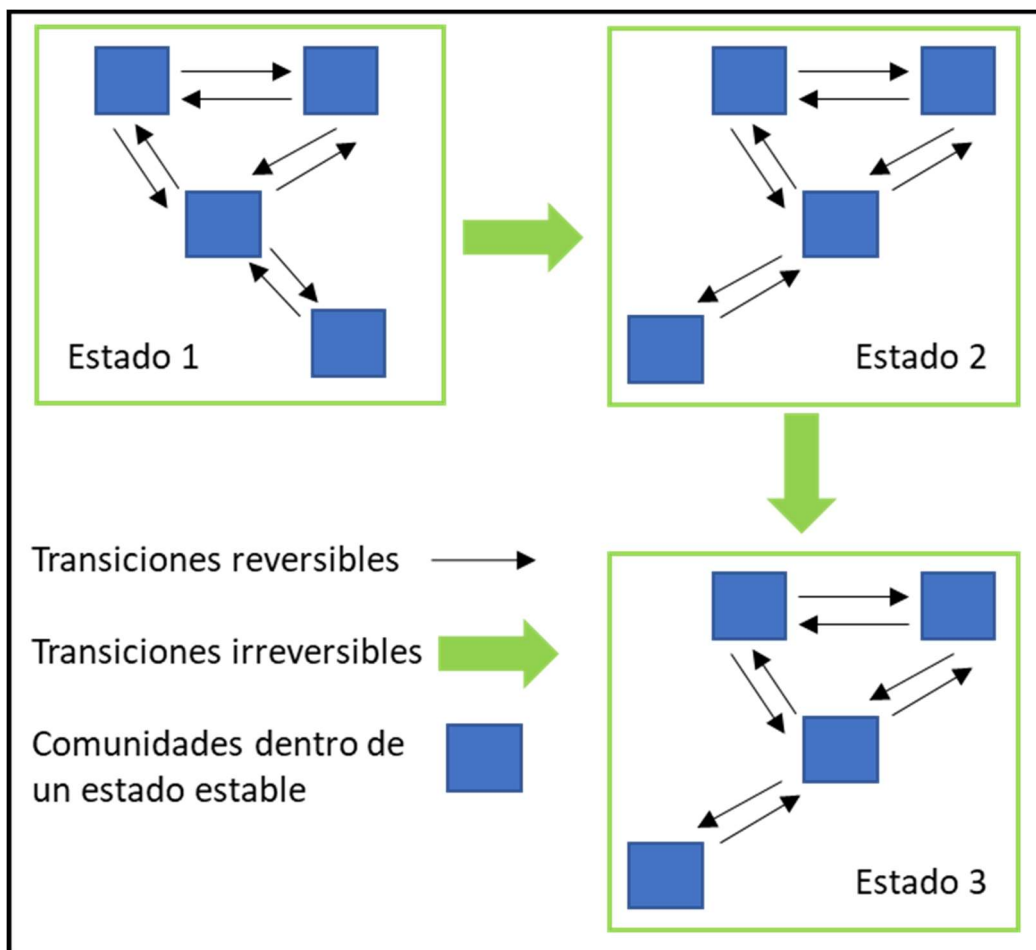 Estado 1
Estado 2
Transiciones reversibles
Transiciones irreversibles
Comunidades dentro de
un estado estable
Estado 3